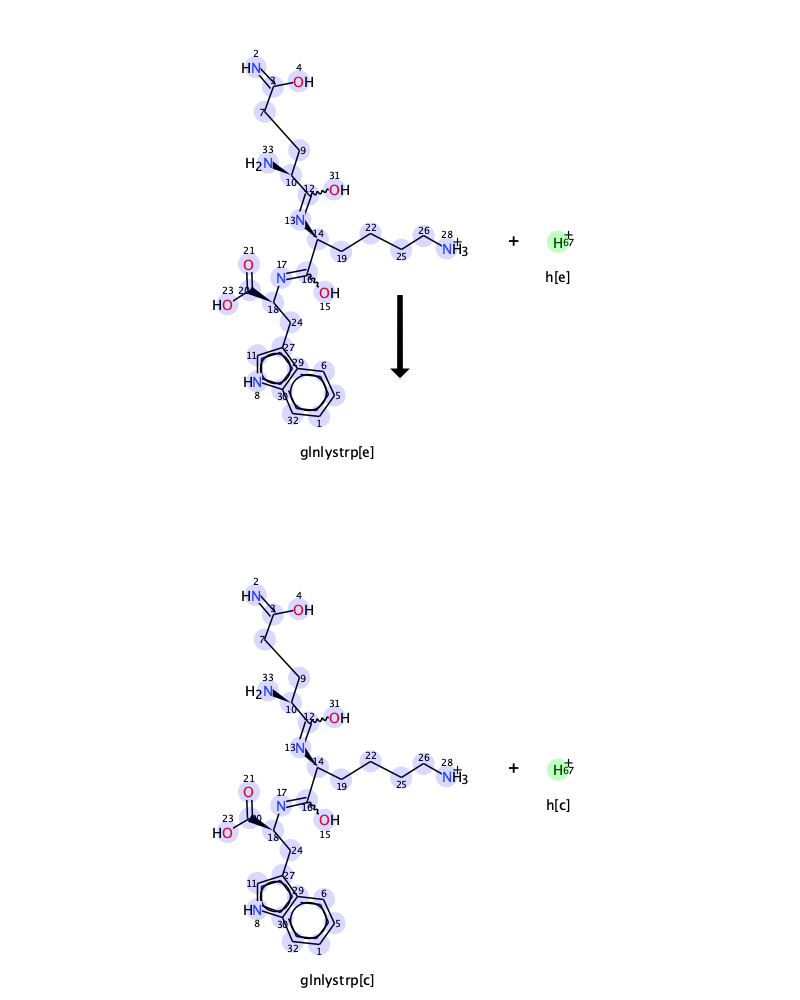 2
4
HN
3
OH
7
9
33
H2N
31
10
12
OH
13
N
14
22
26
28
+
NH3
19
25
21
O
17
N
16
15
OH
23
HO
20
18
24
27
11
29
6
HN
8
30
5
32
1
+
H+
67
h[e]
glnlystrp[e]
2
4
HN
3
OH
7
9
33
H2N
31
10
12
OH
13
N
14
22
26
28
+
NH3
19
25
21
O
17
N
16
15
OH
23
HO
20
18
24
27
11
29
6
HN
8
30
5
32
1
+
H+
67
h[c]
glnlystrp[c]